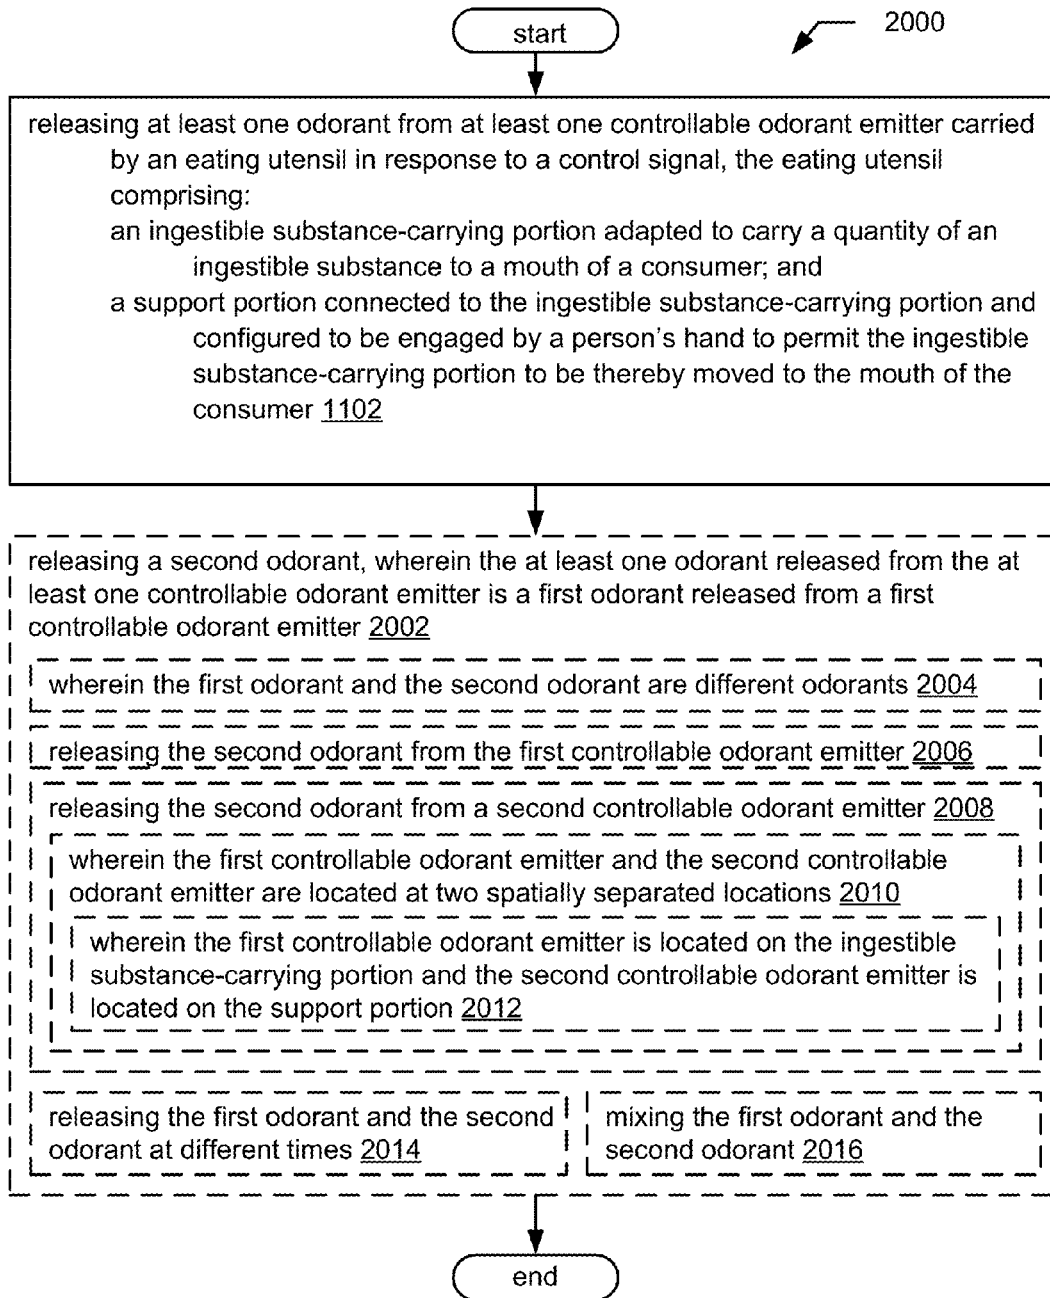 start
2000
releasing at least one odorant from at least one controllable odorant emitter carried
by an eating utensil in response to a control signal, the eating utensil
comprising:
an ingestible substance-carrying portion adapted to carry a quantity of an
ingestible substance to a mouth of a consumer; and
a support portion connected to the ingestible substance-carrying portion and
configured to be engaged by a person's hand to permit the ingestible
substance-carrying portion to be thereby moved to the mouth of the
consumer 1102
releasing a second odorant, wherein the at least one odorant released from the at
least one controllable odorant emitter is a first odorant released from a first
controllable odorant emitter 2002
wherein the first odorant and the second odorant are different odorants 2004
releasing the second odorant from the first controllable odorant emitter 2006
releasing the second odorant from a second controllable odorant emitter 2008
wherein the first controllable odorant emitter and the second controllable
odorant emitter are located at two spatially separated locations 2010
wherein the first controllable odorant emitter is located on the ingestible
substance-carrying portion and the second controllable odorant emitter is
located on the support portion 2012
releasing the first odorant and the second
odorant at different times 2014
mixing the first odorant and the
second odorant 2016
end